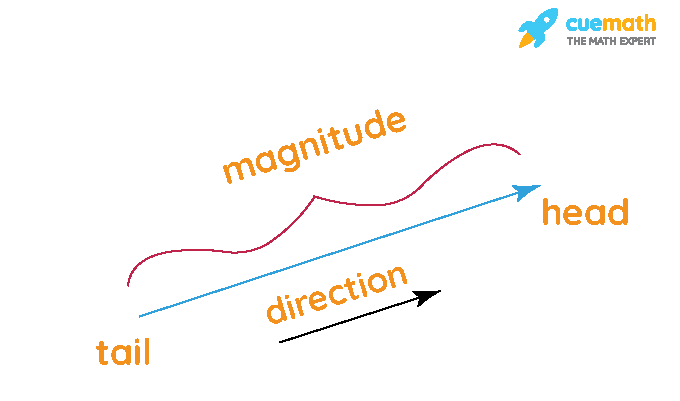 cuemath
THE MATH EXPERT
magnitude
head
direction
tail